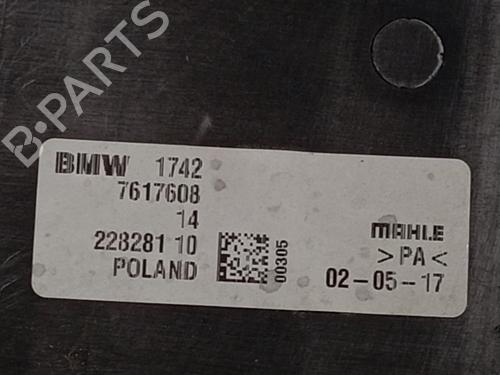 B-PARTS
BMW 1742
7617608
14
228281 10
POLAND
00305
MAHLE
>PA<
02-05-17